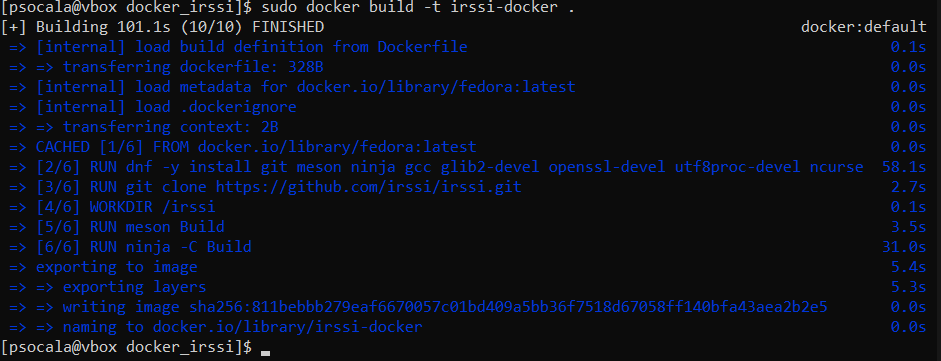 [psocala@vbox docker_irssi]$ sudo docker build -t irssi-docker .
[+] Building 101.1s (10/10) FINISHED docker:default
=> [internal] load build definition from Dockerfile 0.1s
=> => transferring dockerfile: 328B 0.0s
=> [internal] load metadata for docker.io/library/fedora:latest 0.0s
=> [internal] load .dockerignore 0.0s
=> => transferring context: 2B 0.0s
=> CACHED [1/6] FROM docker.io/library/fedora:latest 0.0s
=> [2/6] RUN dnf -y install git meson ninja gcc glib2-devel openssl-devel utf8proc-devel ncurse 58.1s
=> [3/6] RUN git clone https://github.com/irssi/irssi.git 2.7s
=> [4/6] WORKDIR /irssi 0.1s
=> [5/6] RUN meson Build 3.5s
=> [6/6] RUN ninja -C Build 31.0s
=> exporting to image 5.4s
=> => exporting layers 5.3s
=> => writing image sha256:811bebbb279eaf6670057c01bd409a5bb36f7518d67058ff140bfa43aea2b2e5 0.0s
=> => naming to docker.io/library/irssi-docker 0.0s
[psocala@vbox docker_irssi]$